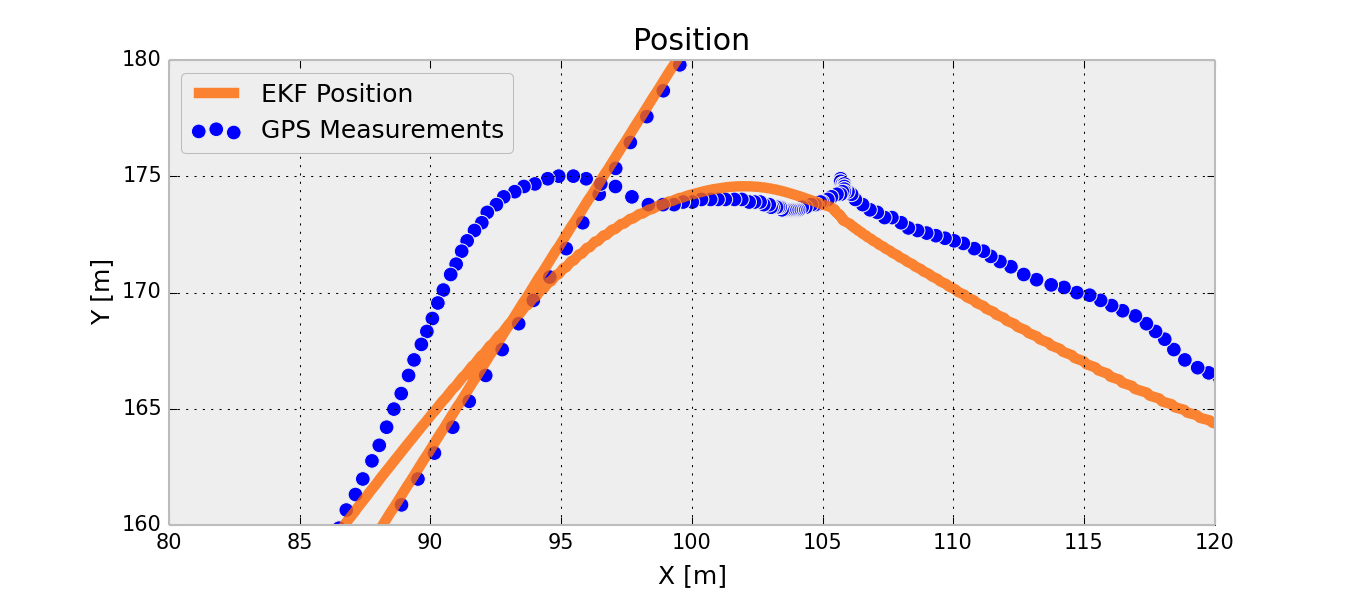 Position
EKF Position
GPS Measurements
180
175
170
165
160
Y [m]
80 85 90 95 100 105 110 115 120
X [m]